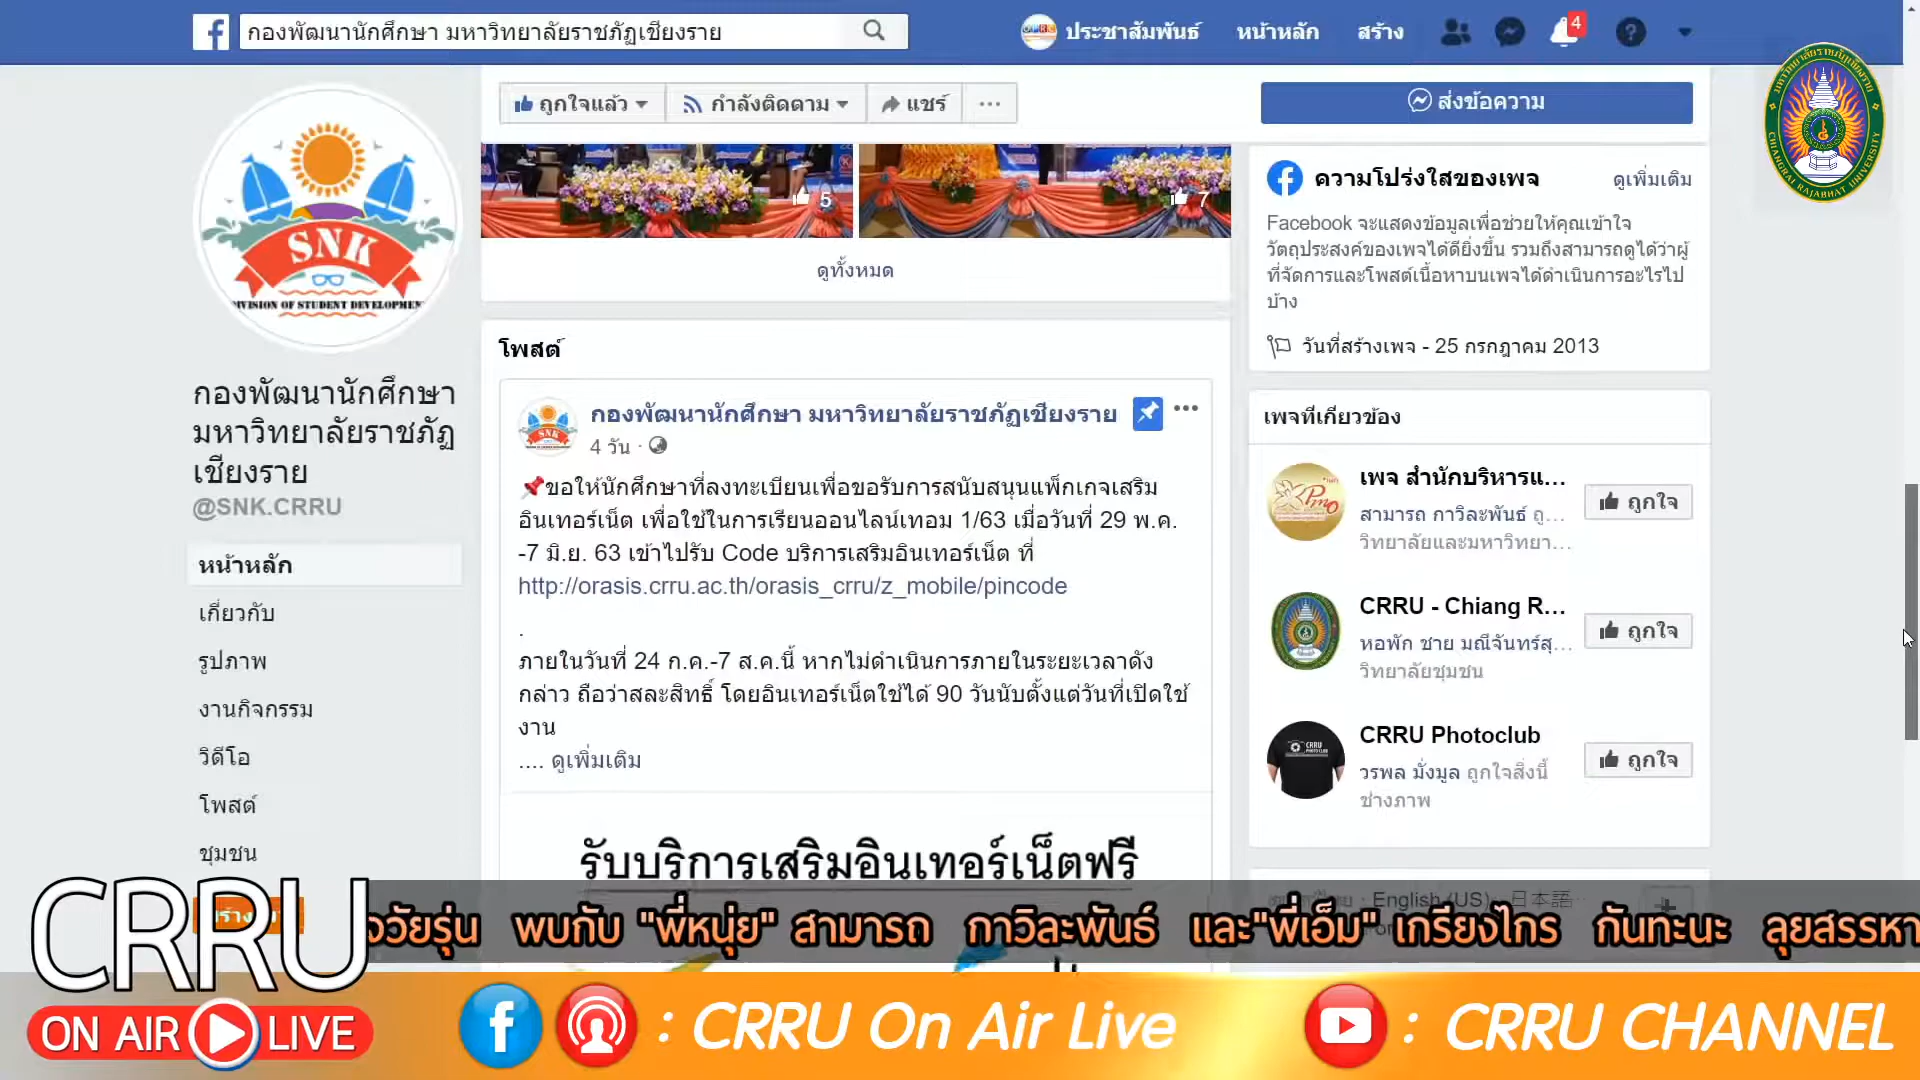 กองพัฒนานักศึกษา มหาวิทยาลัยราชภัฏเชียงราย
ประชาสัมพันธ์
หน้าหลัก
สร้าง
4
ถูกใจแล้ว
กำลังติดตาม
แชร์
ส่งข้อความ
CHIANGRAI RAJABHAT UNIVERSITY
SNK
DIVISION OF STUDENT DEVELOPMENT
กองพัฒนานักศึกษา
มหาวิทยาลัยราชภัฏ
เชียงราย
@SNK.CRRU
หน้าหลัก
เกี่ยวกับ
รูปภาพ
งานกิจกรรม
วิดีโอ
โพสต์
ชุมชน
5
7
ดูทั้งหมด
โพสต์
กองพัฒนานักศึกษา มหาวิทยาลัยราชภัฏเชียงราย
4 วัน ·
📌ขอให้นักศึกษาที่ลงทะเบียนเพื่อขอรับการสนับสนุนแพ็กเกจเสริม
อินเทอร์เน็ต เพื่อใช้ในการเรียนออนไลน์เทอม 1/63 เมื่อวันที่ 29 พ.ค.
-7 มิ.ย. 63 เข้าไปรับ Code บริการเสริมอินเทอร์เน็ต ที่
http://orasis.crru.ac.th/orasis_crru/z_mobile/pincode
.
ภายในวันที่ 24 ก.ค.-7 ส.ค.นี้ หากไม่ดำเนินการภายในระยะเวลาดัง
กล่าว ถือว่าสละสิทธิ์ โดยอินเทอร์เน็ตใช้ได้ 90 วันนับตั้งแต่วันที่เปิดใช้
งาน
.... ดูเพิ่มเติม
รับบริการเสริมอินเทอร์เน็ตฟรี
ความโปร่งใสของเพจ
ดูเพิ่มเติม
Facebook จะแสดงข้อมูลเพื่อช่วยให้คุณเข้าใจ
วัตถุประสงค์ของเพจได้ดียิ่งขึ้น รวมถึงสามารถดูได้ว่าผู้
ที่จัดการและโพสต์เนื้อหาบนเพจได้ดำเนินการอะไรไป
บ้าง
วันที่สร้างเพจ - 25 กรกฎาคม 2013
เพจที่เกี่ยวข้อง
เพจ สำนักบริหารแ...
สามารถ กาวิละพันธ์ ถู...
วิทยาลัยและมหาวิทยา...
ถูกใจ
CRRU - Chiang R...
หอพัก ชาย มณีจันทร์สุ...
วิทยาลัยชุมชน
ถูกใจ
CRRU Photoclub
วรพล มั่งมูล ถูกใจสิ่งนี้
ช่างภาพ
ถูกใจ
English (US) · 日本語
จวัยรุ่น พบกับ "พี่หนุ่ย" สามารถ กาวิละพันธ์ และ"พี่เอ็ม" เกรียงไกร กันทะนะ ลุยสรรหา
CRRU
ON AIR LIVE
: CRRU On Air Live
: CRRU CHANNEL